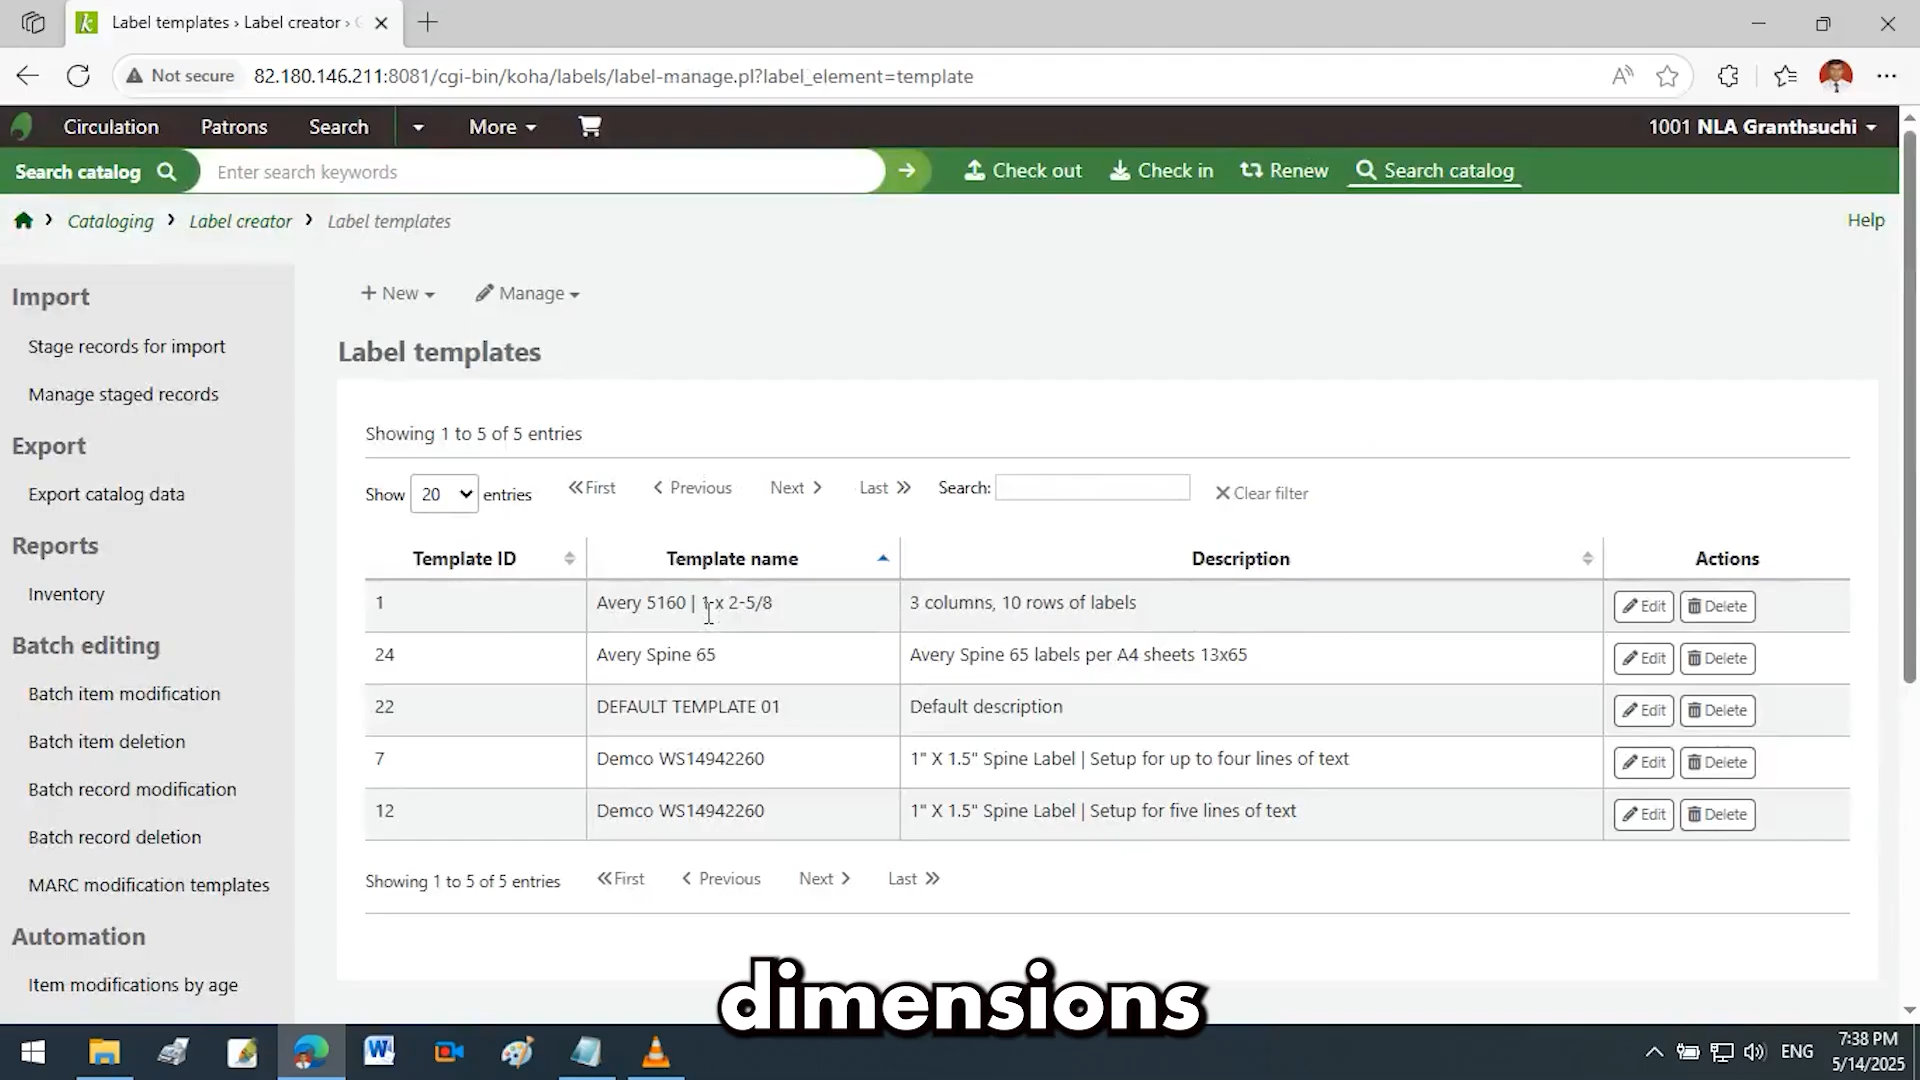 Label templates › Label creator ›
Not secure
82.180.146.211:8081/cgi-bin/koha/labels/label-manage.pl?label_element=template
Circulation Patrons Search More
1001 NLA Granthsuchi
Search catalog
Enter search keywords
Check out Check in Renew Search catalog
Cataloging Label creator Label templates
Help
Import
Stage records for import
Manage staged records
Export
Export catalog data
Reports
Inventory
Batch editing
Batch item modification
Batch item deletion
Batch record modification
Batch record deletion
MARC modification templates
Automation
Item modifications by age
+ New Manage
Label templates
Showing 1 to 5 of 5 entries
Show 20 entries First Previous Next Last Search: Clear filter
Template ID Template name Description Actions
1 Avery 5160 | 1 x 2-5/8 3 columns, 10 rows of labels Edit Delete
24 Avery Spine 65 Avery Spine 65 labels per A4 sheets 13x65 Edit Delete
22 DEFAULT TEMPLATE 01 Default description Edit Delete
7 Demco WS14942260 1" X 1.5" Spine Label | Setup for up to four lines of text Edit Delete
12 Demco WS14942260 1" X 1.5" Spine Label | Setup for five lines of text Edit Delete
Showing 1 to 5 of 5 entries First Previous Next Last
dimensions
ENG
7:38 PM
5/14/2025